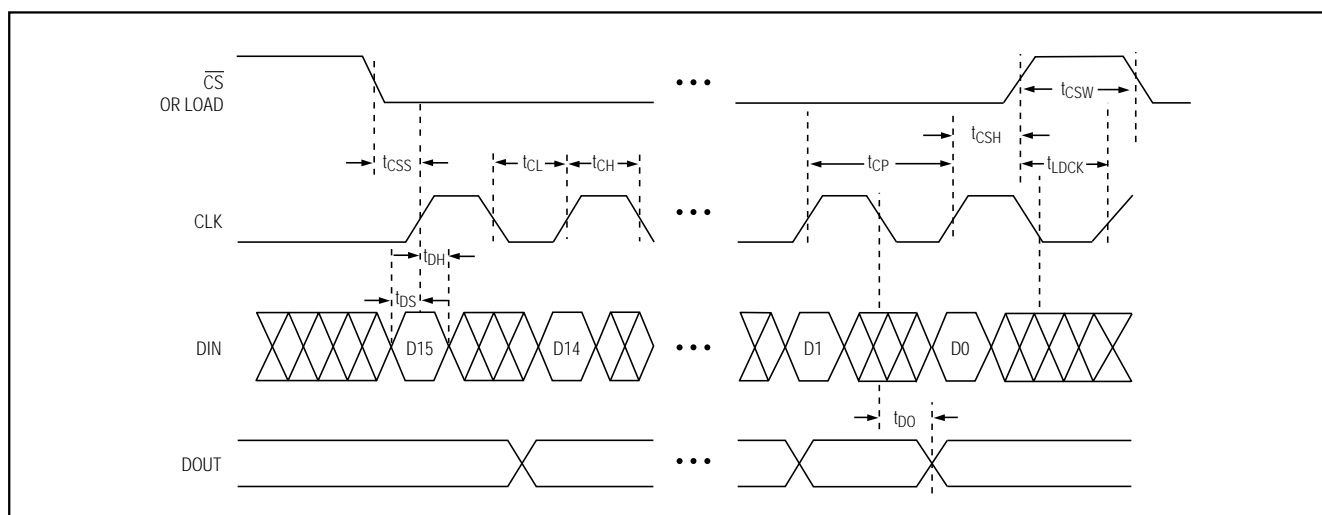 CS
OR LOAD
•••
tCSW
tCSH
tCSS
tCL
tCH
tCP
tLDCK
CLK
•••
tDH
tDS
DIN
D15
D14
•••
D1
D0
tDO
DOUT
•••